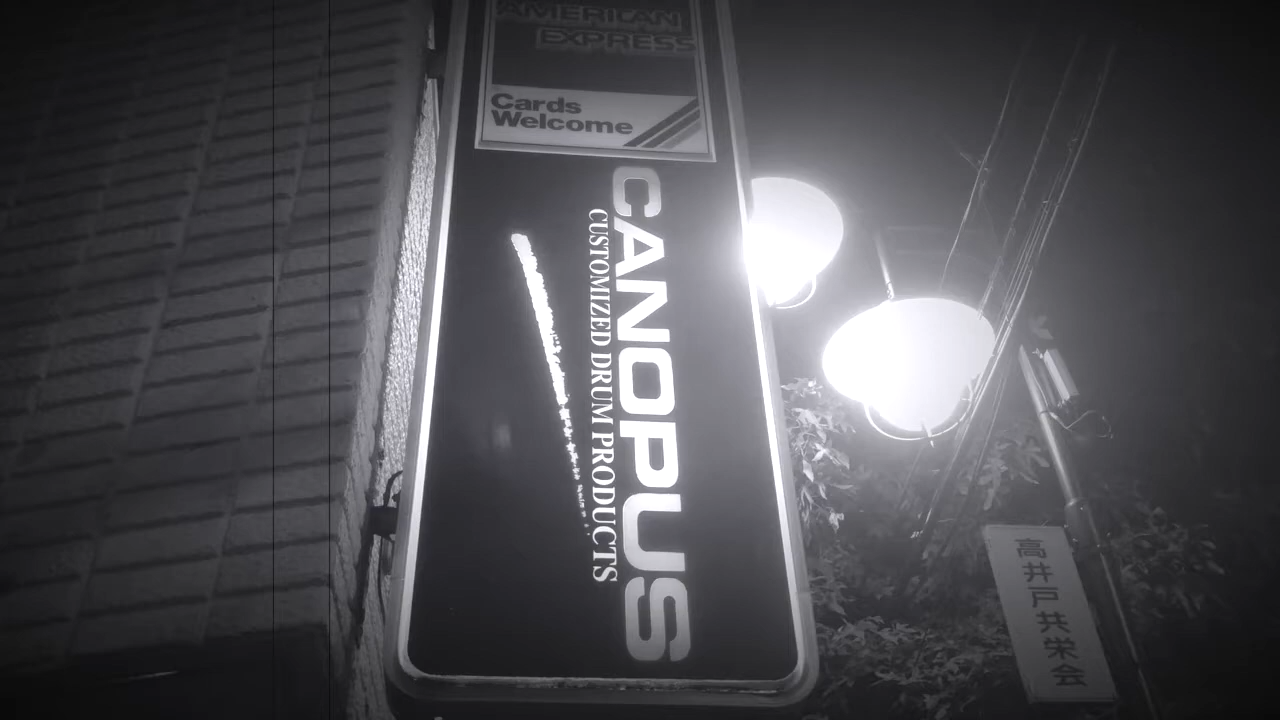 AMERICAN
EXPRESS
Cards
Welcome
CANOPUS
CUSTOMIZED DRUM PRODUCTS
高井戸共栄会